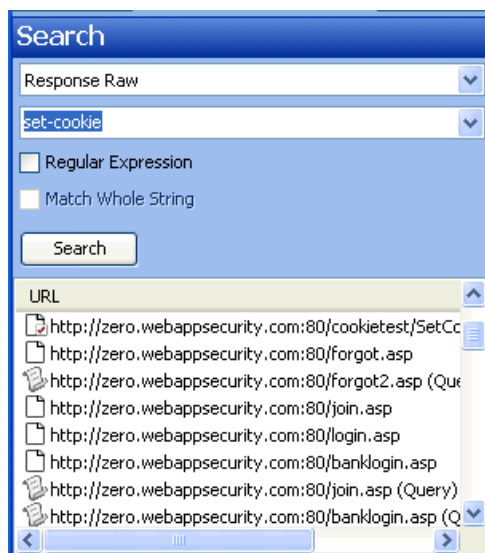 Search
Response Raw
set-cookie
Regular Expression
Match Whole String
Search
URL
http://zero.webappsecurity.com:80/cookietest/SetCc
http://zero.webappsecurity.com:80/forgot.asp
http://zero.webappsecurity.com:80/forgot2.asp (Que
http://zero.webappsecurity.com:80/join.asp
http://zero.webappsecurity.com:80/login.asp
http://zero.webappsecurity.com:80/banklogin.asp
http://zero.webappsecurity.com:80/join.asp (Query)
http://zero.webappsecurity.com:80/banklogin.asp (Q